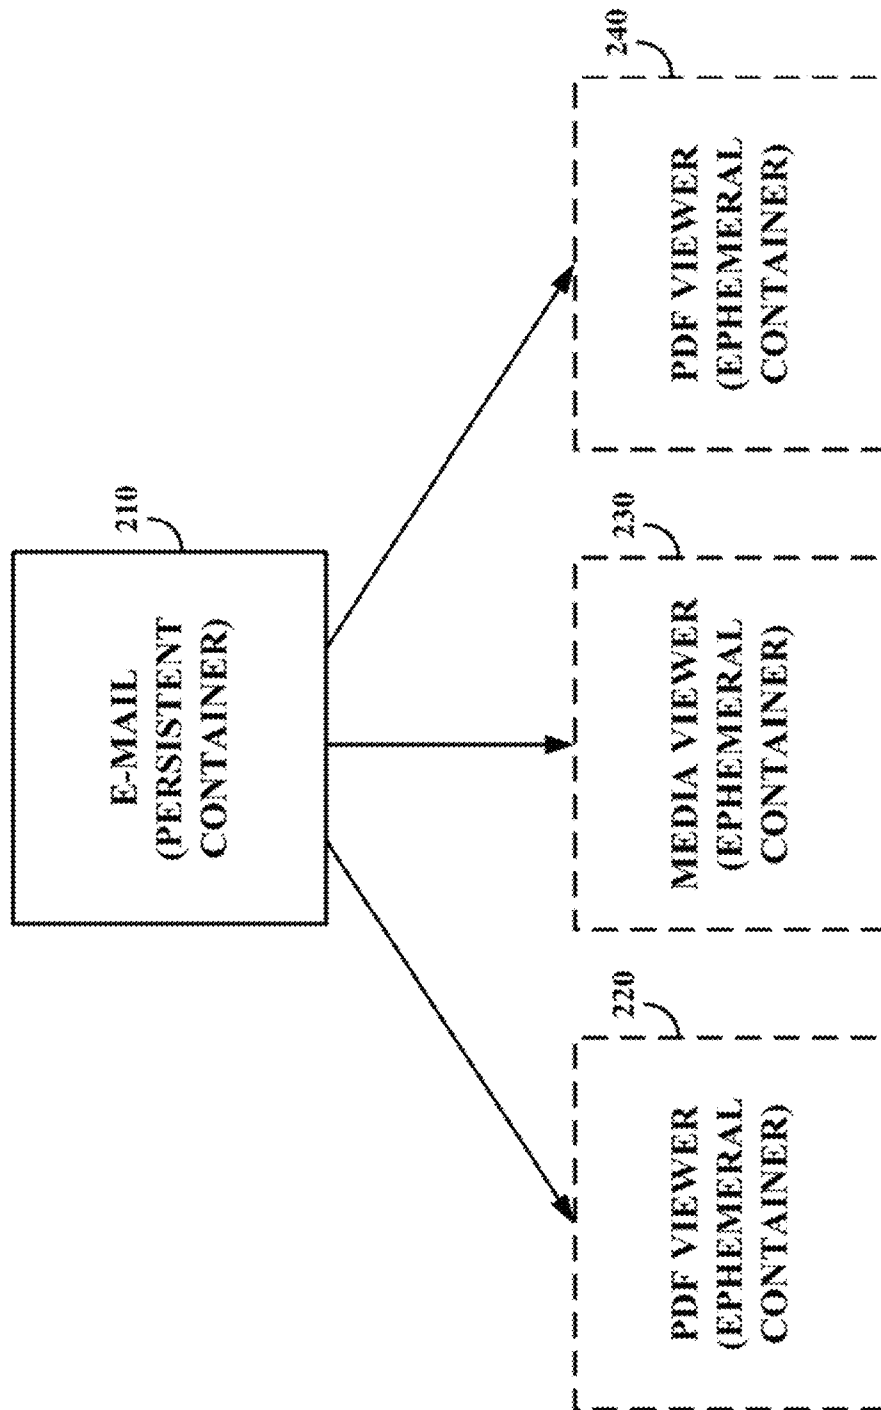 210
E-MAIL
(PERSISTENT
CONTAINER)
220
PDF VIEWER
(EPHEMERAL
CONTAINER)
230
MEDIA VIEWER
(EPHEMERAL
CONTAINER)
240
PDF VIEWER
(EPHEMERAL
CONTAINER)